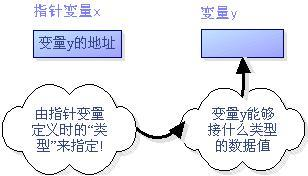 指针变量x
变量y
变量y的地址
由指针变量
定义时的“类
型”来指定!
变量y能够
接什么类型
的数据值